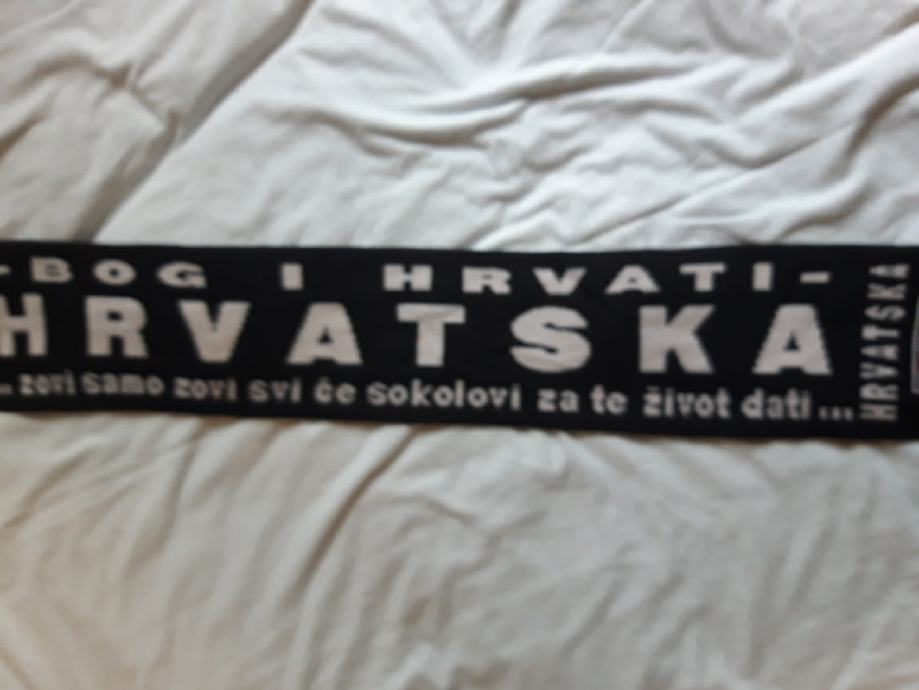 -BOG I HRVATI-
HRVATSKA
...zovi samo zovi svi će sokolovi za te život dati...
HRVATSKA